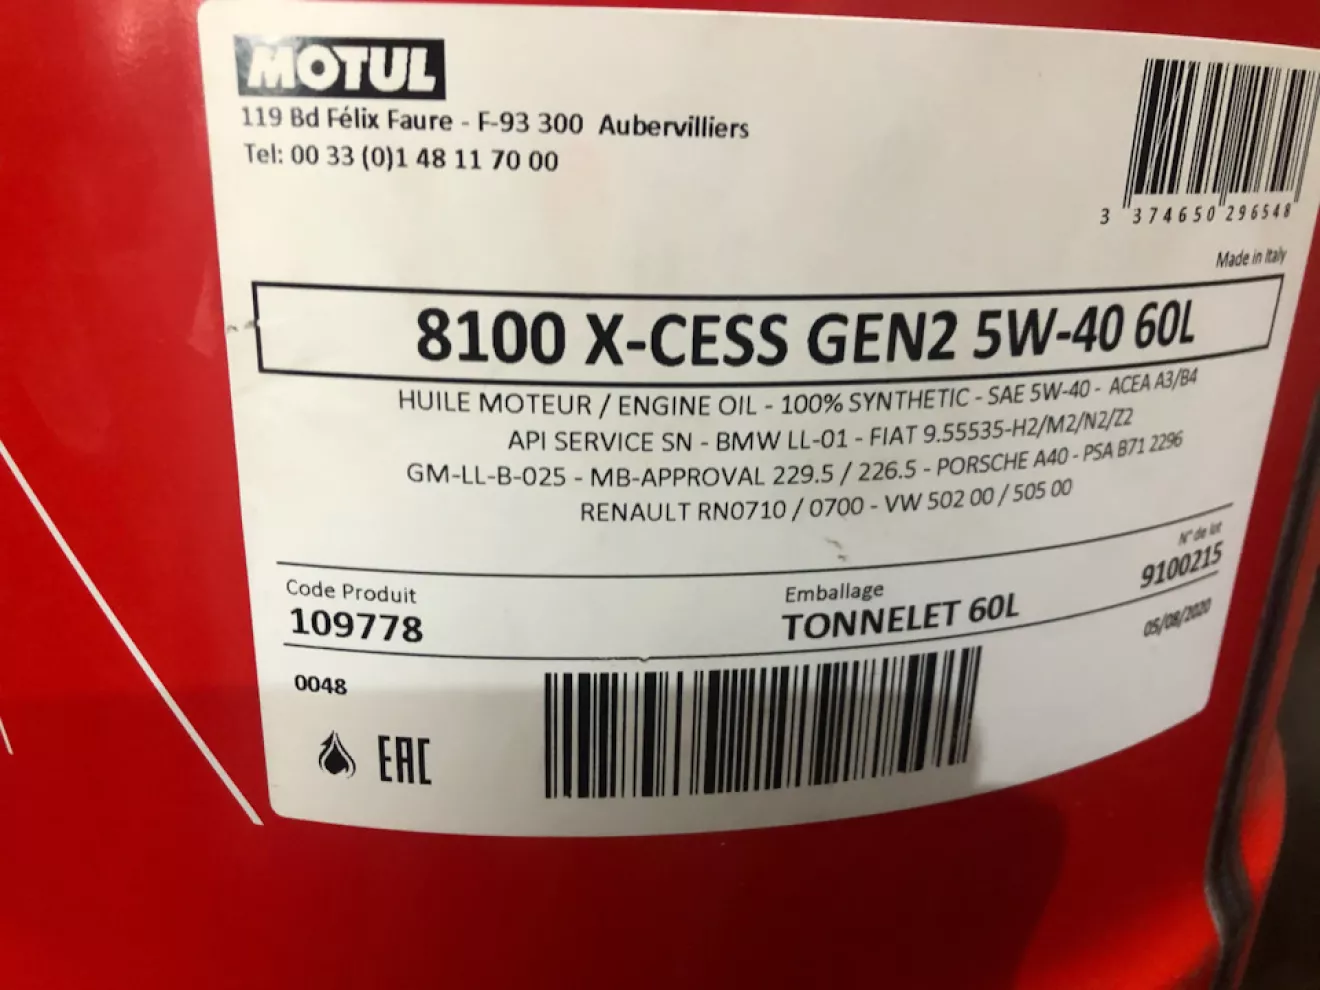 MOTUL
119 Bd Félix Faure - F-93 300 Aubervilliers
Tel: 00 33 (0)1 48 11 70 00
3 374650 296548
Made in Italy
8100 X-CESS GEN2 5W-40 60L
HUILE MOTEUR / ENGINE OIL - 100% SYNTHETIC - SAE 5W-40 - ACEA A3/B4
API SERVICE SN - BMW LL-01 - FIAT 9.55535-H2/M2/N2/Z2
GM-LL-B-025 - MB-APPROVAL 229.5 / 226.5 - PORSCHE A40 - PSA B71 2296
RENAULT RN0710 / 0700 - VW 502 00 / 505 00
Code Produit
109778
Emballage
TONNELET 60L
N° de lot
9100215
05/08/2020
0048
EAC